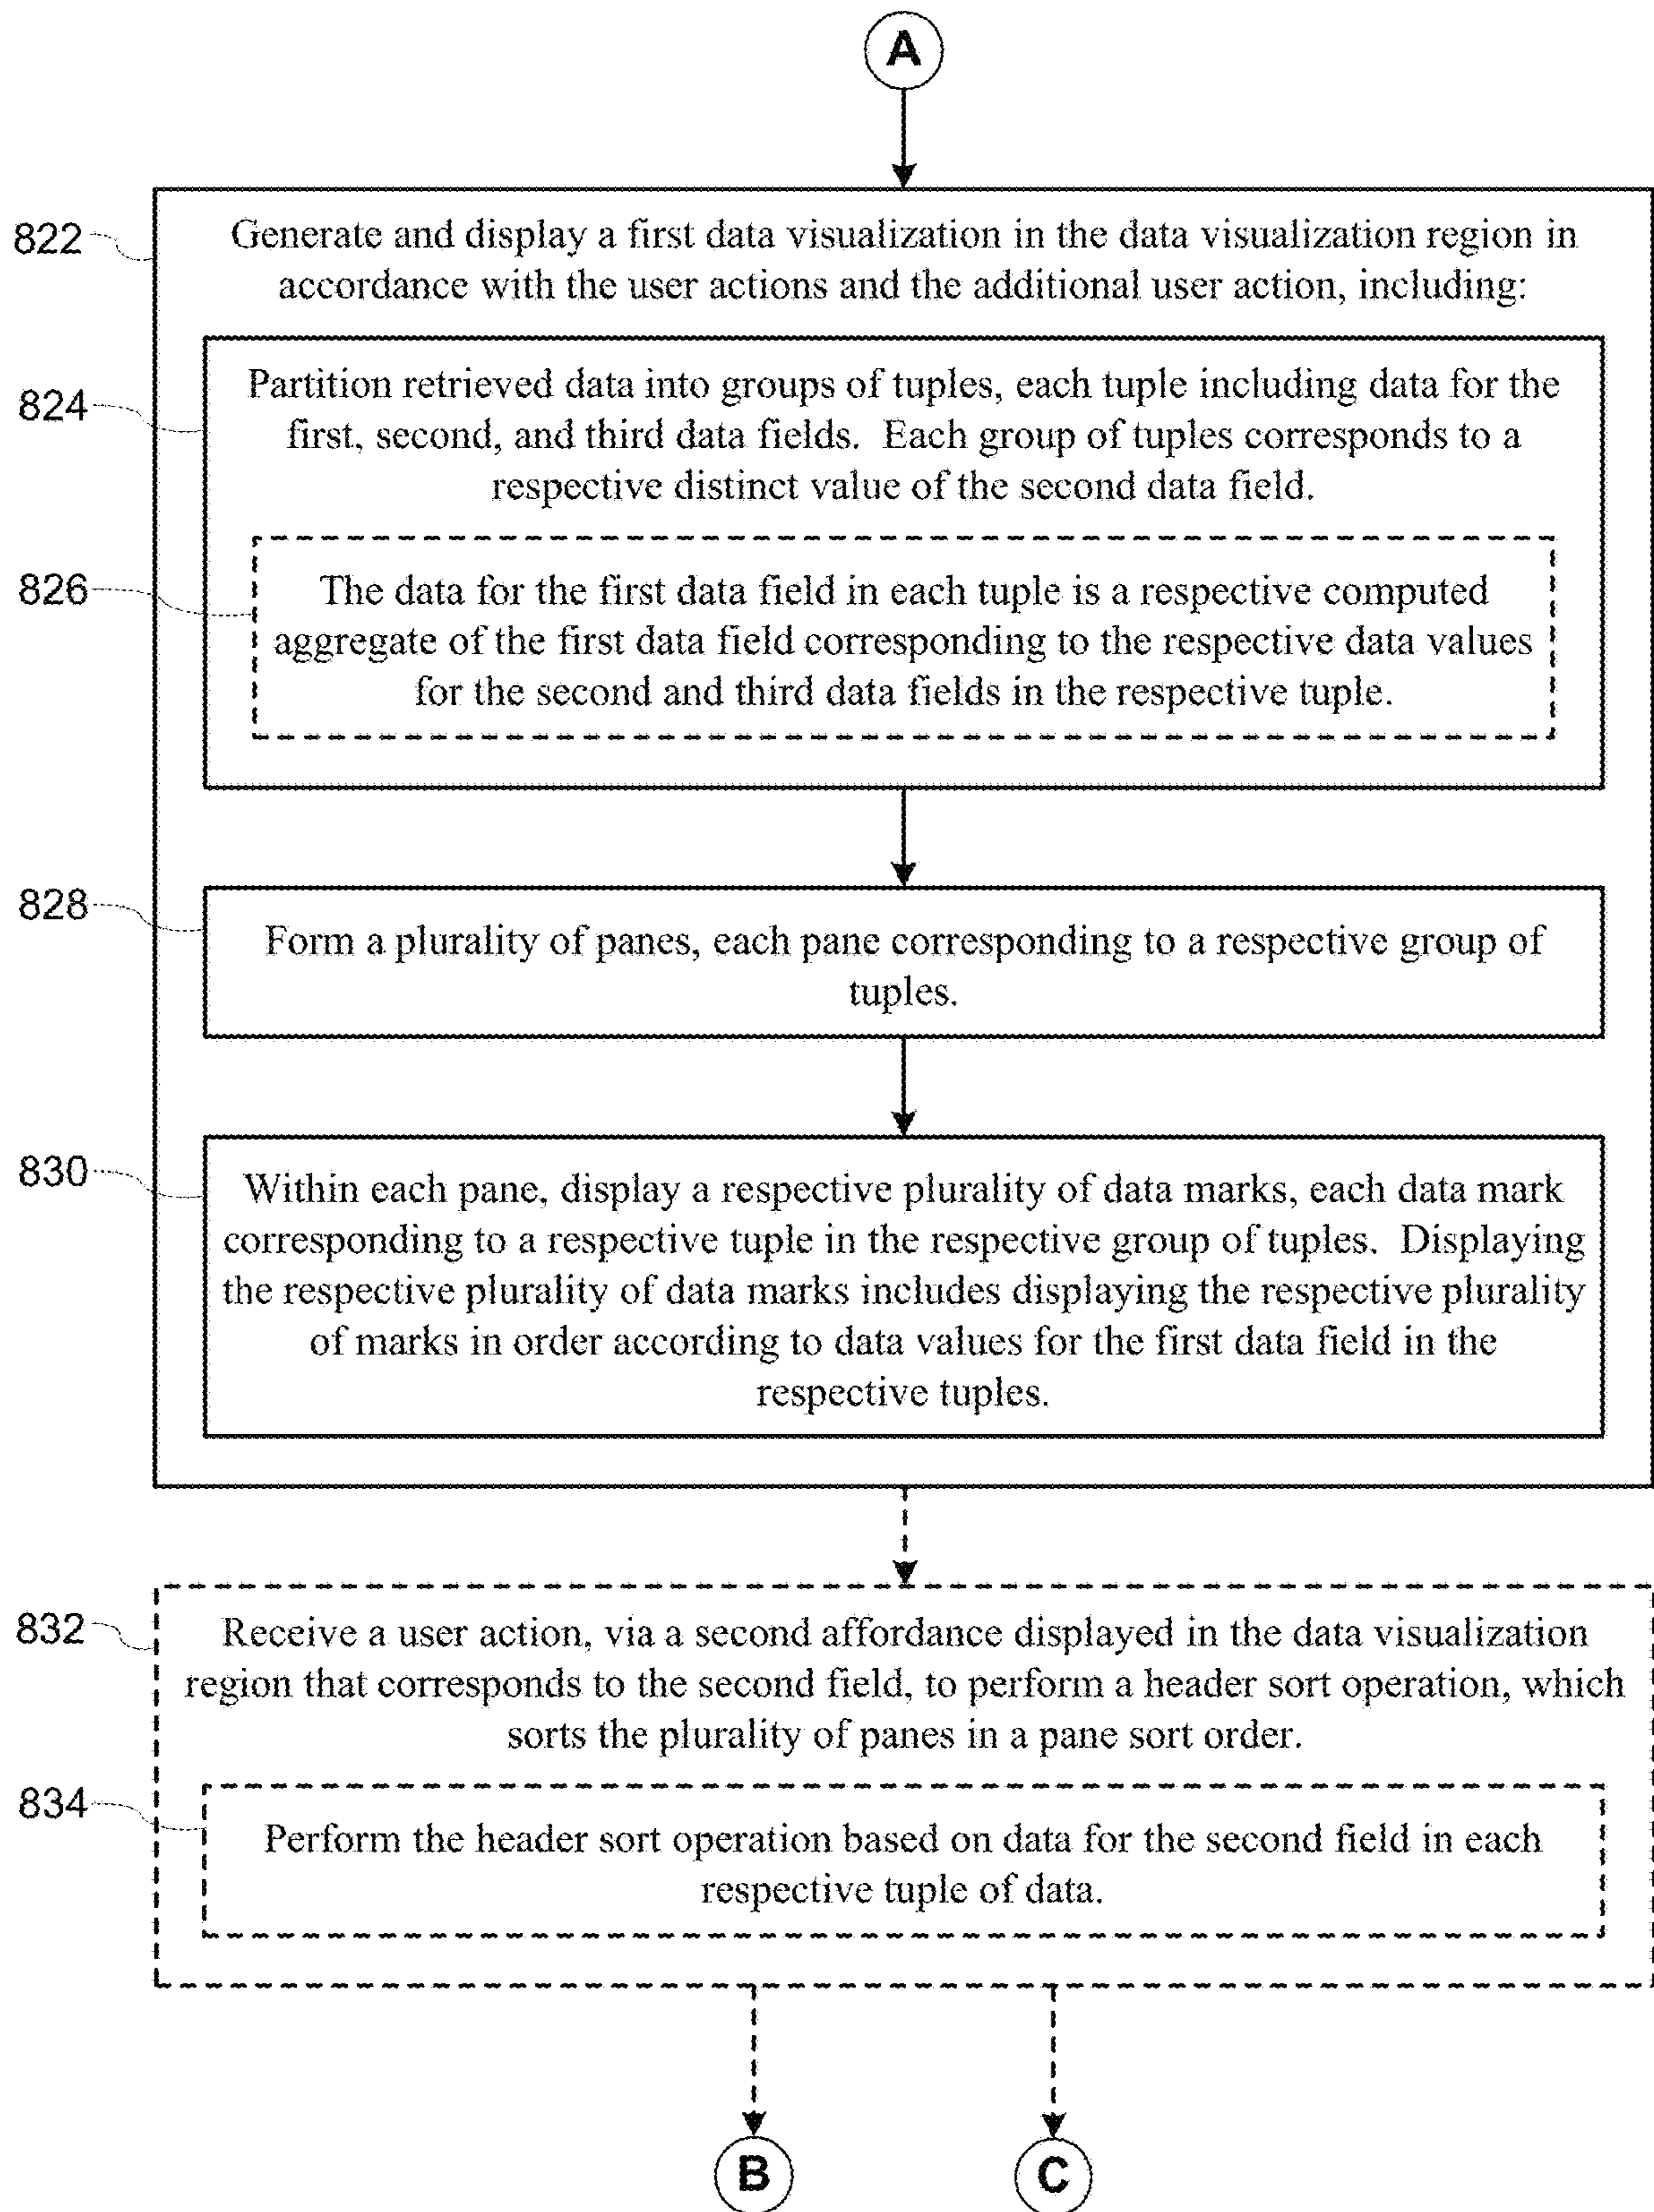 A
822
Generate and display a first data visualization in the data visualization region in
accordance with the user actions and the additional user action, including:
824
Partition retrieved data into groups of tuples, each tuple including data for the
first, second, and third data fields.  Each group of tuples corresponds to a
respective distinct value of the second data field.
826
The data for the first data field in each tuple is a respective computed
aggregate of the first data field corresponding to the respective data values
for the second and third data fields in the respective tuple.
828
Form a plurality of panes, each pane corresponding to a respective group of
tuples.
830
Within each pane, display a respective plurality of data marks, each data mark
corresponding to a respective tuple in the respective group of tuples.  Displaying
the respective plurality of data marks includes displaying the respective plurality
of marks in order according to data values for the first data field in the
respective tuples.
832
Receive a user action, via a second affordance displayed in the data visualization
region that corresponds to the second field, to perform a header sort operation, which
sorts the plurality of panes in a pane sort order.
834
Perform the header sort operation based on data for the second field in each
respective tuple of data.
B
C